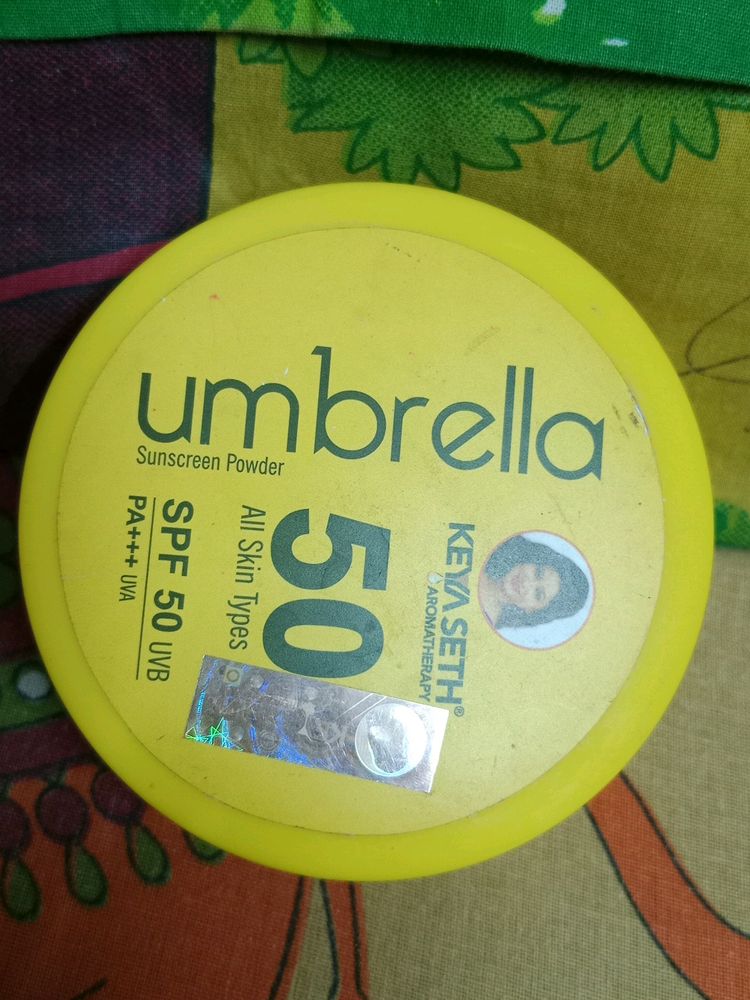 umbrella
Sunscreen Powder
50
All Skin Types
SPF 50 UVB
PA+++ UVA
KEYA SETH®
AROMATHERAPY